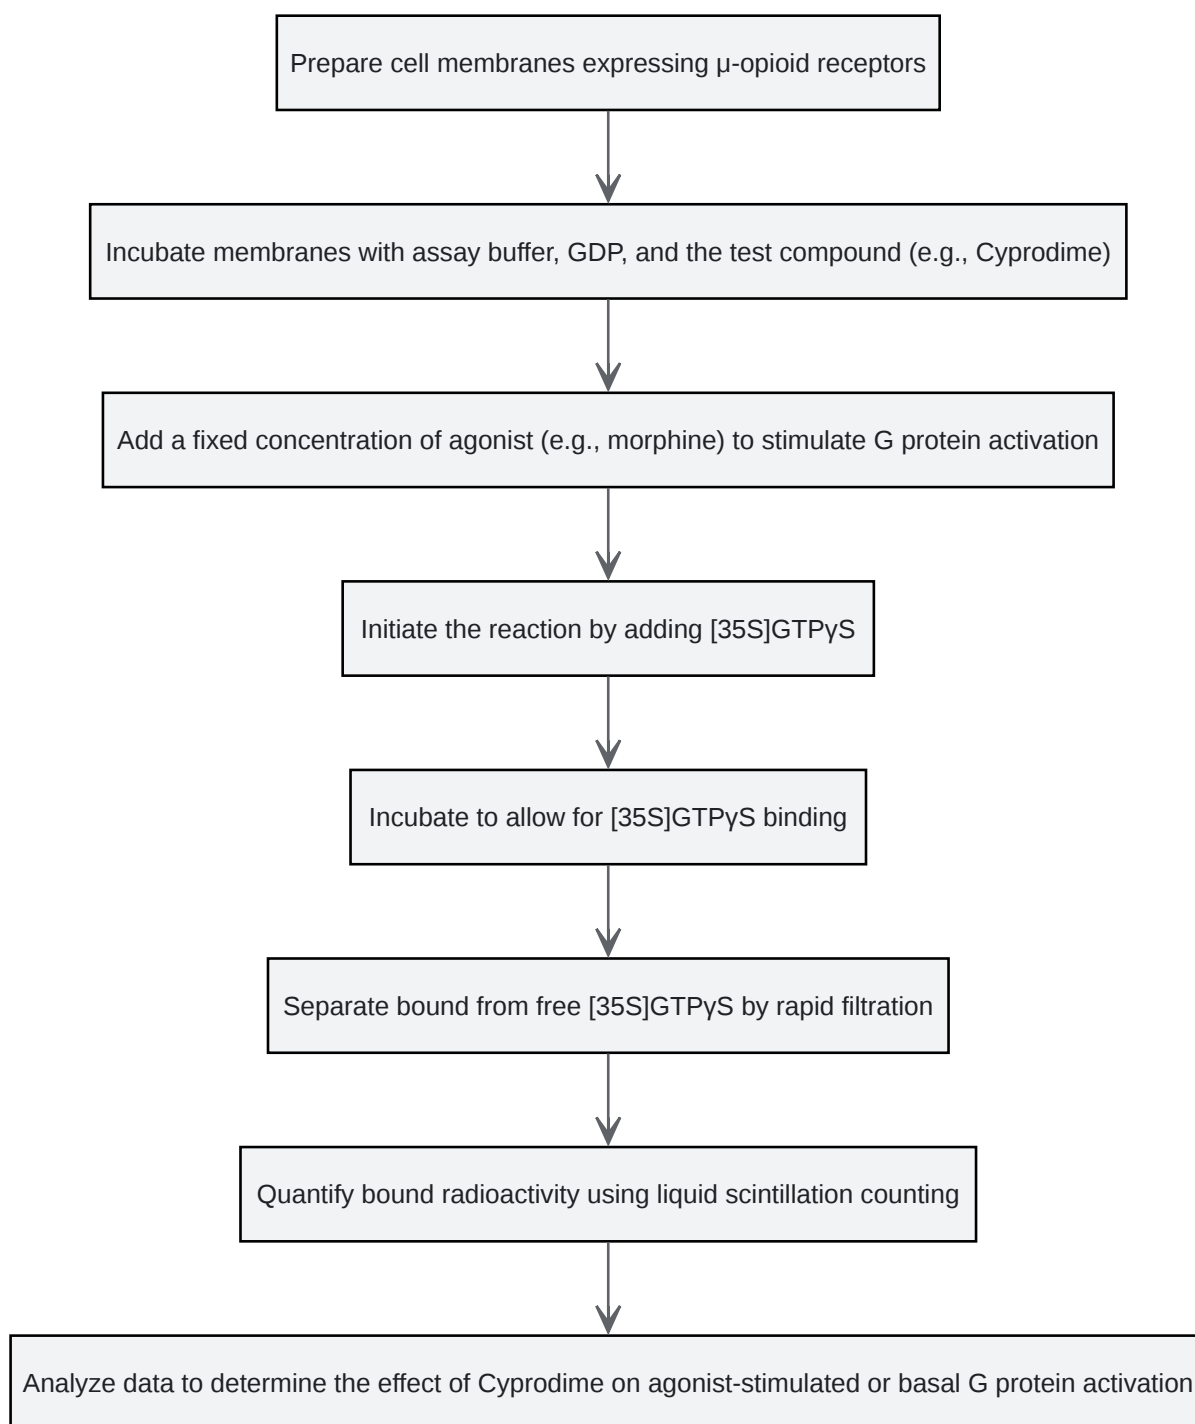 Prepare cell membranes expressing μ-opioid receptors
Incubate membranes with assay buffer, GDP, and the test compound (e.g., Cyprodime)
Add a fixed concentration of agonist (e.g., morphine) to stimulate G protein activation
Initiate the reaction by adding [35S]GTPγS
Incubate to allow for [35S]GTPγS binding
Separate bound from free [35S]GTPγS by rapid filtration
Quantify bound radioactivity using liquid scintillation counting
Analyze data to determine the effect of Cyprodime on agonist-stimulated or basal G protein activation